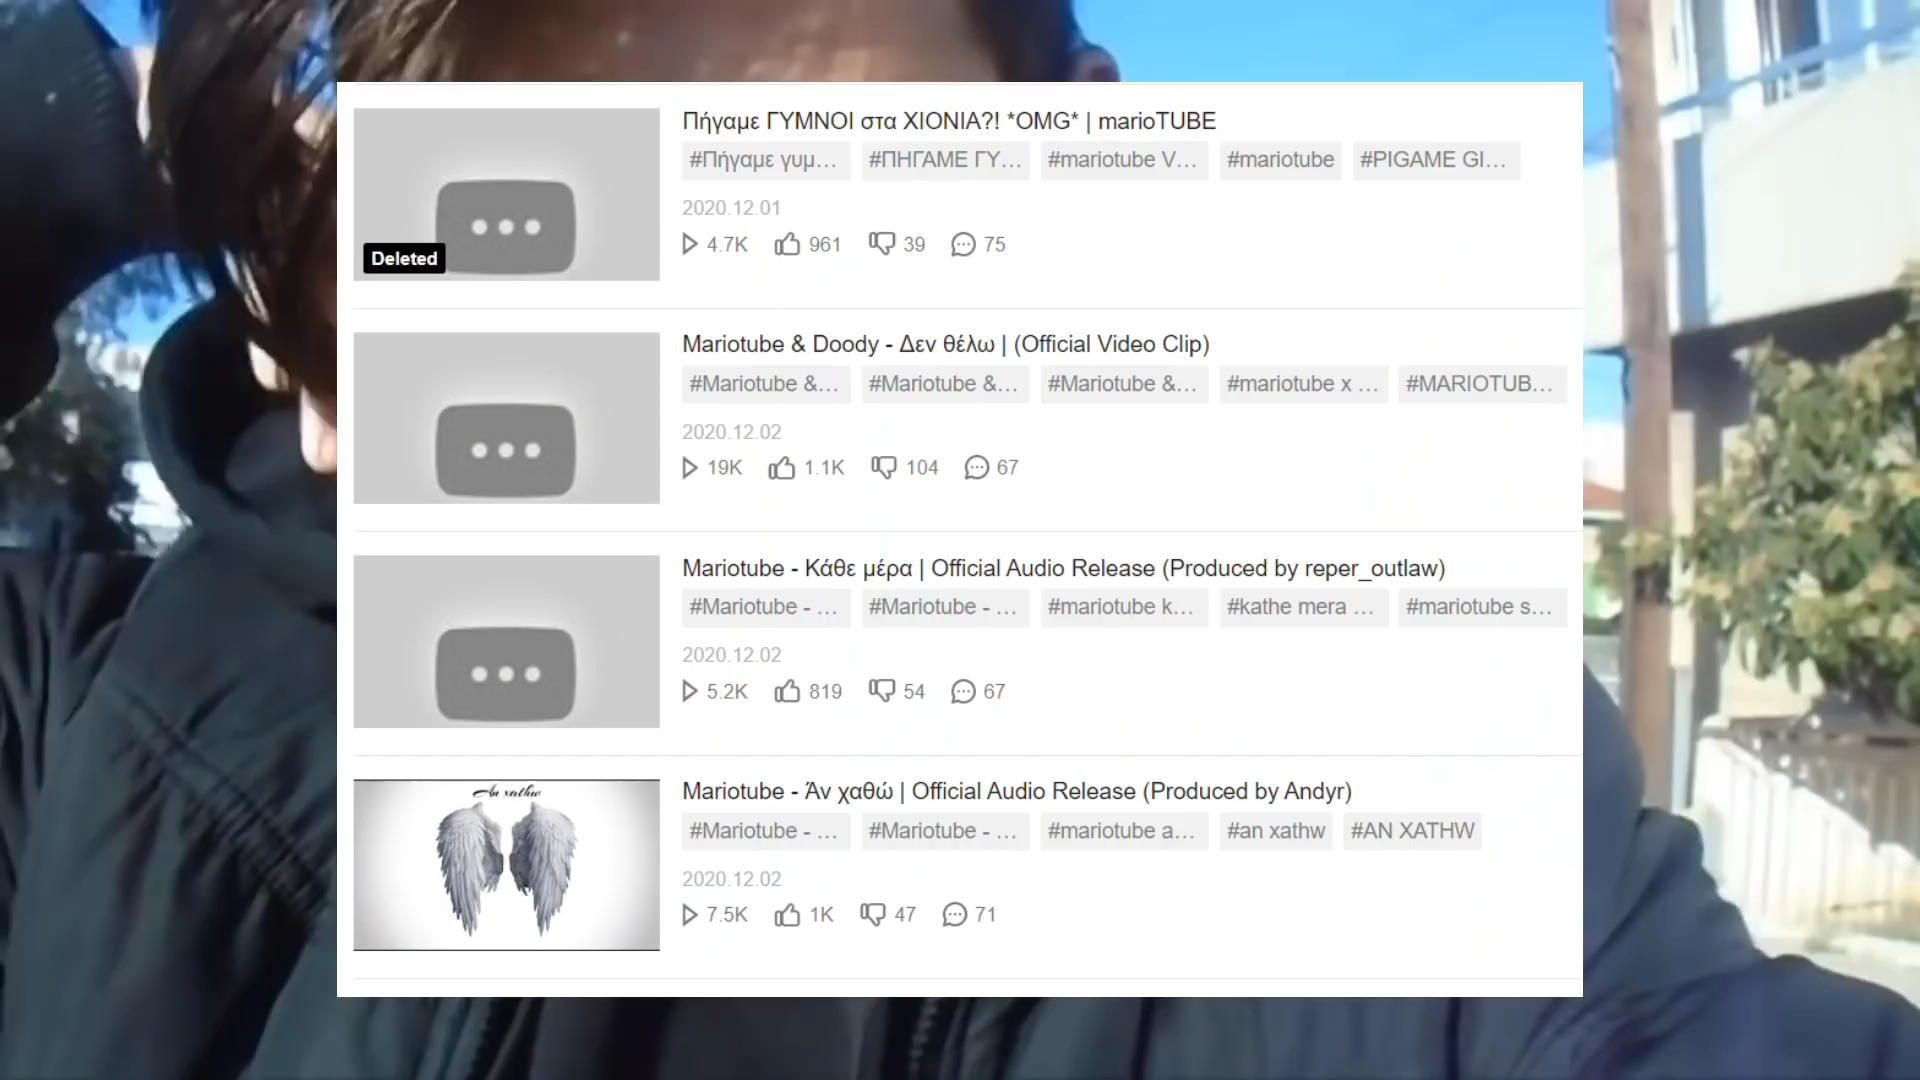 Πήγαμε ΓΥΜΝΟΙ στα ΧΙΟΝΙΑ?! *OMG* | marioTUBE
#Πήγαμε γυμ... #ΠΗΓΑΜΕ ΓΥ... #mariotube V... #mariotube #PIGAME GI...
2020.12.01
Deleted
4.7K 961 39 75
Mariotube & Doody - Δεν θέλω | (Official Video Clip)
#Mariotube &... #Mariotube &... #Mariotube &... #mariotube x ... #MARIOTUB...
2020.12.02
19K 1.1K 104 67
Mariotube - Κάθε μέρα | Official Audio Release (Produced by reper_outlaw)
#Mariotube - ... #Mariotube - ... #mariotube k... #kathe mera ... #mariotube s...
2020.12.02
5.2K 819 54 67
An xathw
Mariotube - Άν χαθώ | Official Audio Release (Produced by Andyr)
#Mariotube - ... #Mariotube - ... #mariotube a... #an xathw #AN XATHW
2020.12.02
7.5K 1K 47 71